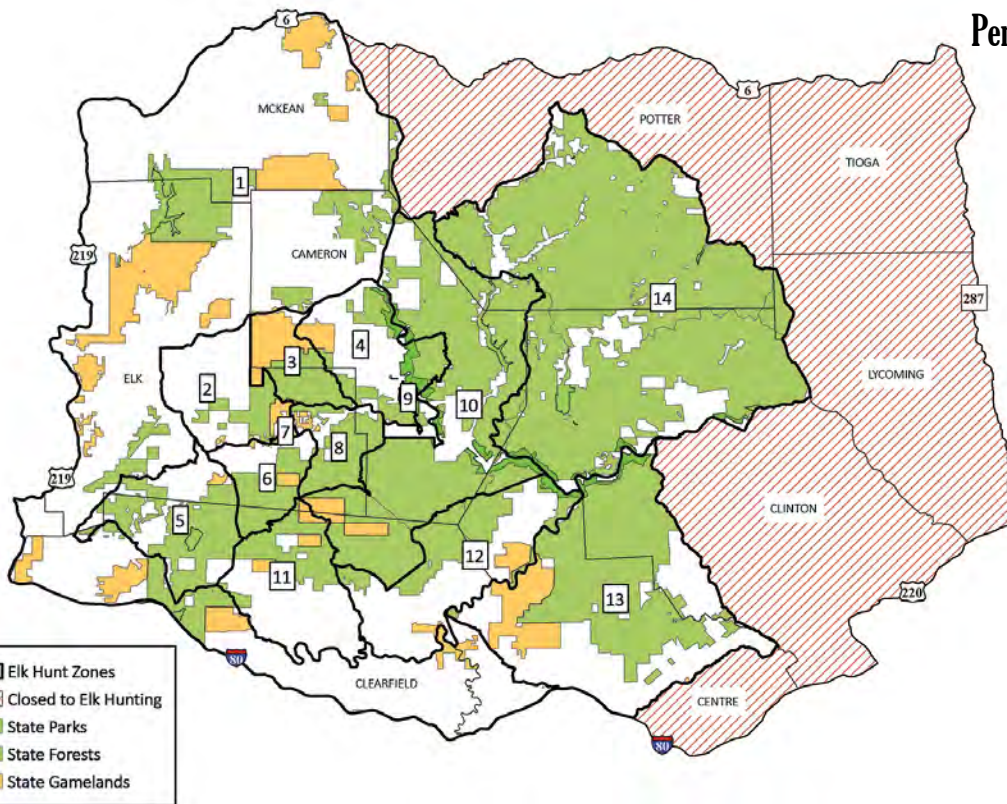 Per
6
MCKEAN
6
POTTER
TIOGA
1
219
CAMERON
14
287
4
3
ELK
2
LYCOMING
9
10
7
8
6
219
CLINTON
5
12
11
13
220
80
CLEARFIELD
CENTRE
80
Elk Hunt Zones
Closed to Elk Hunting
State Parks
State Forests
State Gamelands